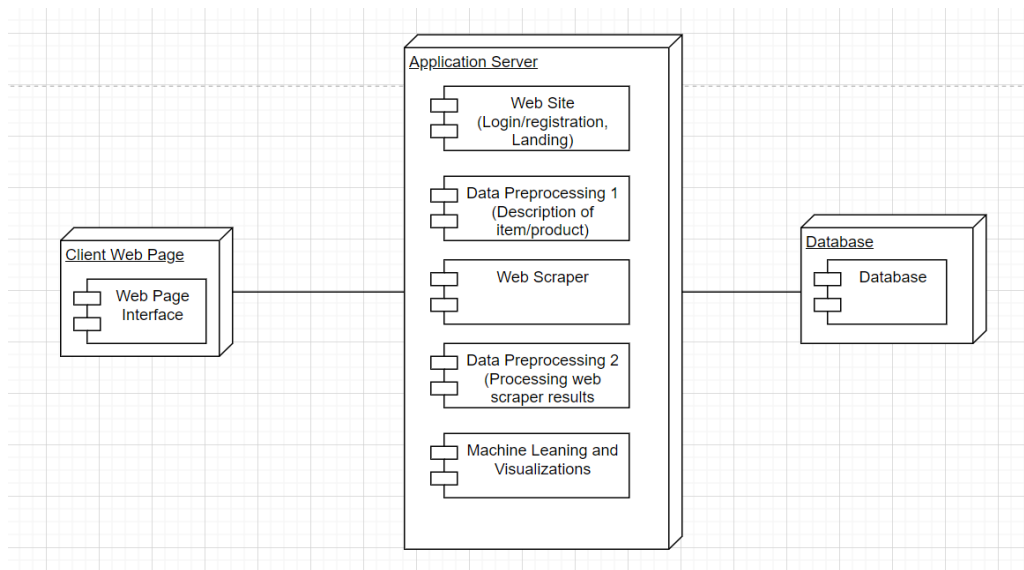 Application Server
Web Site
(Login/registration,
Landing)
Data Preprocessing 1
(Description of
item/product)
Web Scraper
Data Preprocessing 2
(Processing web
scraper results
Machine Leaning and
Visualizations
Client Web Page
Web Page
Interface
Database
Database